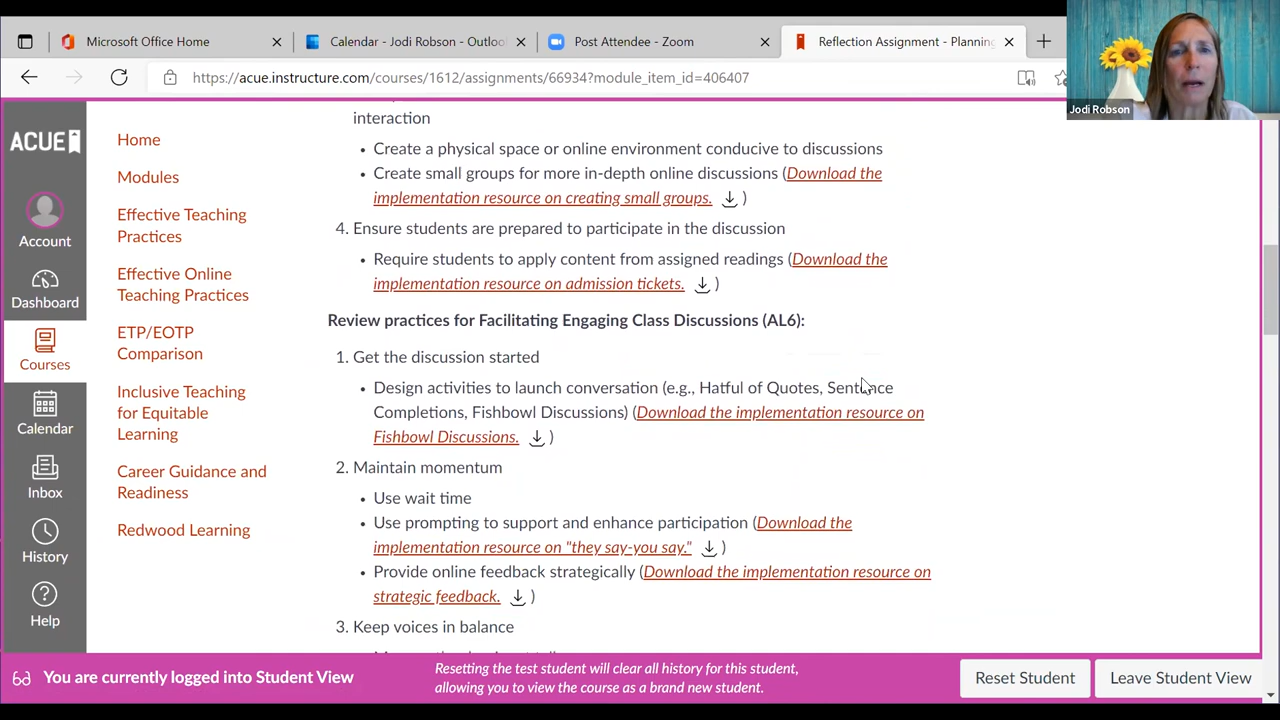 Microsoft Office Home
Calendar - Jodi Robson - Outloo
Post Attendee - Zoom
Reflection Assignment - Planning
https://acue.instructure.com/courses/1612/assignments/66934?module_item_id=406407
Jodi Robson
ACUE
Account
Dashboard
Courses
Calendar
Inbox
History
Help
Home
Modules
Effective Teaching
Practices
Effective Online
Teaching Practices
ETP/EOTP
Comparison
Inclusive Teaching
for Equitable
Learning
Career Guidance and
Readiness
Redwood Learning
interaction
• Create a physical space or online environment conducive to discussions
• Create small groups for more in-depth online discussions (Download the
implementation resource on creating small groups. )
4. Ensure students are prepared to participate in the discussion
• Require students to apply content from assigned readings (Download the
implementation resource on admission tickets. )
Review practices for Facilitating Engaging Class Discussions (AL6):
1. Get the discussion started
• Design activities to launch conversation (e.g., Hatful of Quotes, Sentence
Completions, Fishbowl Discussions) (Download the implementation resource on
Fishbowl Discussions. )
2. Maintain momentum
• Use wait time
• Use prompting to support and enhance participation (Download the
implementation resource on "they say-you say." )
• Provide online feedback strategically (Download the implementation resource on
strategic feedback. )
3. Keep voices in balance
You are currently logged into Student View
Resetting the test student will clear all history for this student,
allowing you to view the course as a brand new student.
Reset Student
Leave Student View